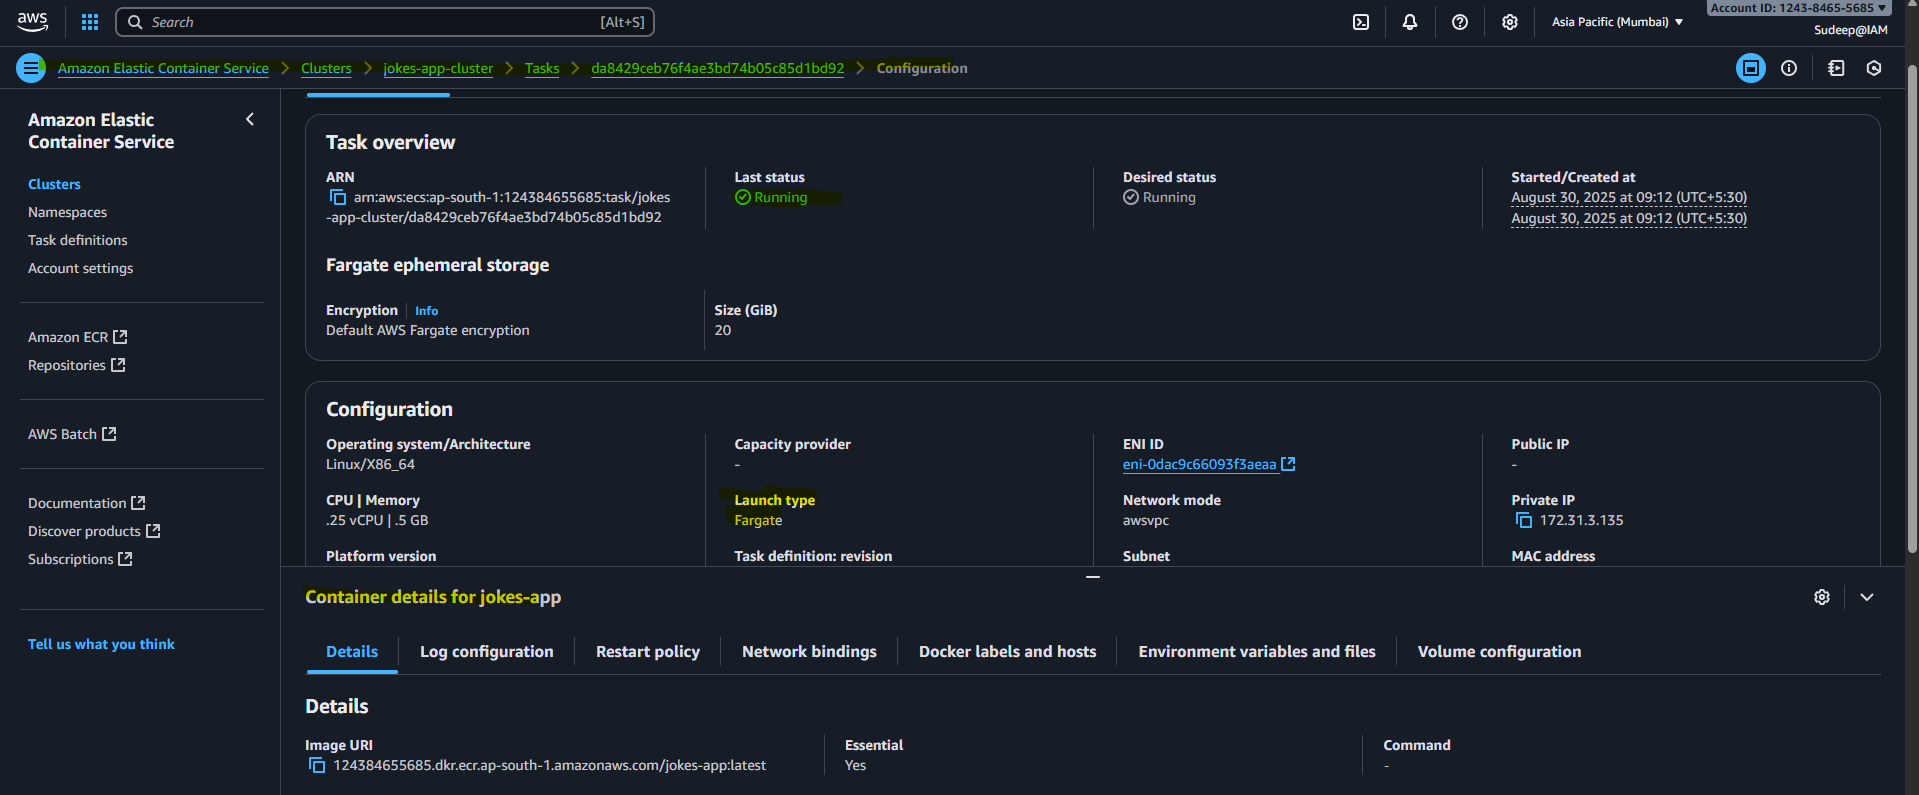 aws
Search [Alt+S]
Asia Pacific (Mumbai)
Account ID: 1243-8465-5685
Sudeep@IAM
Amazon Elastic Container Service
Clusters
jokes-app-cluster
Tasks
da8429ceb76f4ae3bd74b05c85d1bd92
Configuration
Amazon Elastic
Container Service
Clusters
Namespaces
Task definitions
Account settings
Amazon ECR
Repositories
AWS Batch
Documentation
Discover products
Subscriptions
Tell us what you think
Task overview
ARN
arn:aws:ecs:ap-south-1:124384655685:task/jokes
-app-cluster/da8429ceb76f4ae3bd74b05c85d1bd92
Last status
Running
Desired status
Running
Started/Created at
August 30, 2025 at 09:12 (UTC+5:30)
August 30, 2025 at 09:12 (UTC+5:30)
Fargate ephemeral storage
Encryption
Info
Default AWS Fargate encryption
Size (GiB)
20
Configuration
Operating system/Architecture
Linux/X86_64
Capacity provider
-
ENI ID
eni-0dac9c66093f3aeaa
Public IP
-
CPU | Memory
.25 vCPU | .5 GB
Launch type
Fargate
Network mode
awsvpc
Private IP
172.31.3.135
Platform version
Task definition: revision
Subnet
MAC address
Container details for jokes-app
Details
Log configuration
Restart policy
Network bindings
Docker labels and hosts
Environment variables and files
Volume configuration
Details
Image URI
124384655685.dkr.ecr.ap-south-1.amazonaws.com/jokes-app:latest
Essential
Yes
Command
-